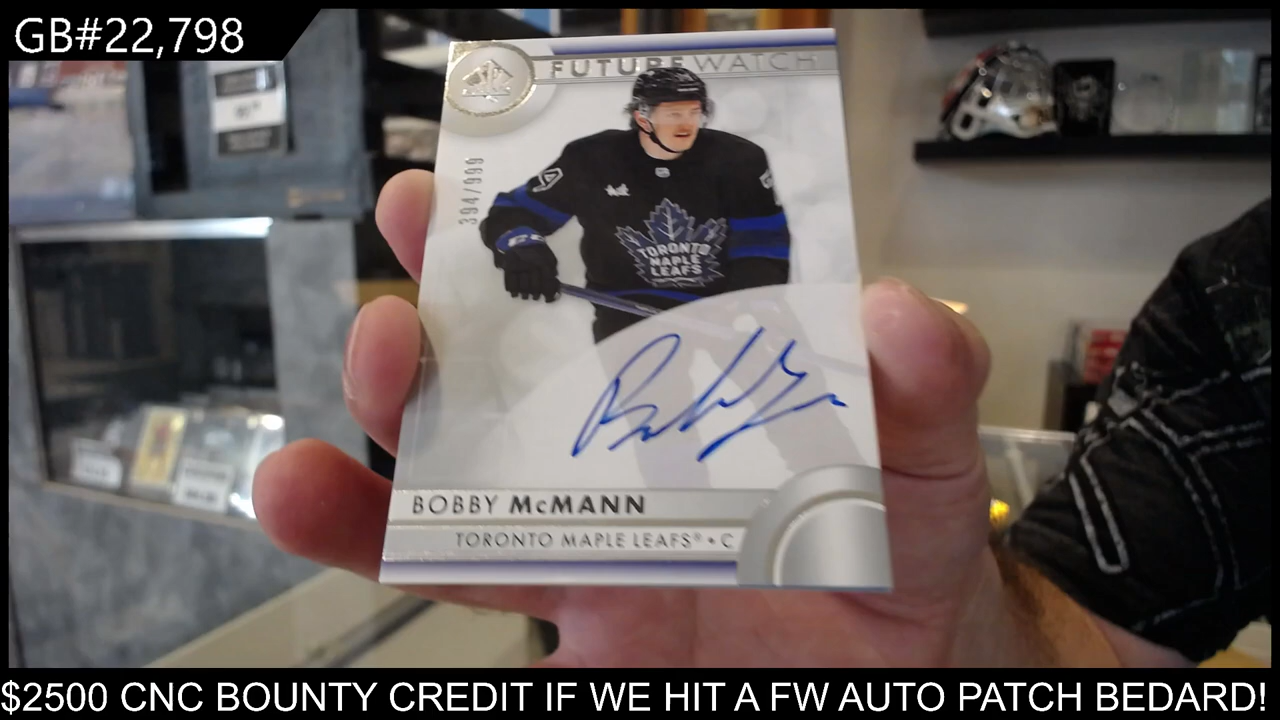 GB#22,798
FUTURE WATCH
394/999
TORONTO
MAPLE
LEAFS
BOBBY McMANN
TORONTO MAPLE LEAFS® • C
$2500 CNC BOUNTY CREDIT IF WE HIT A FW AUTO PATCH BEDARD!